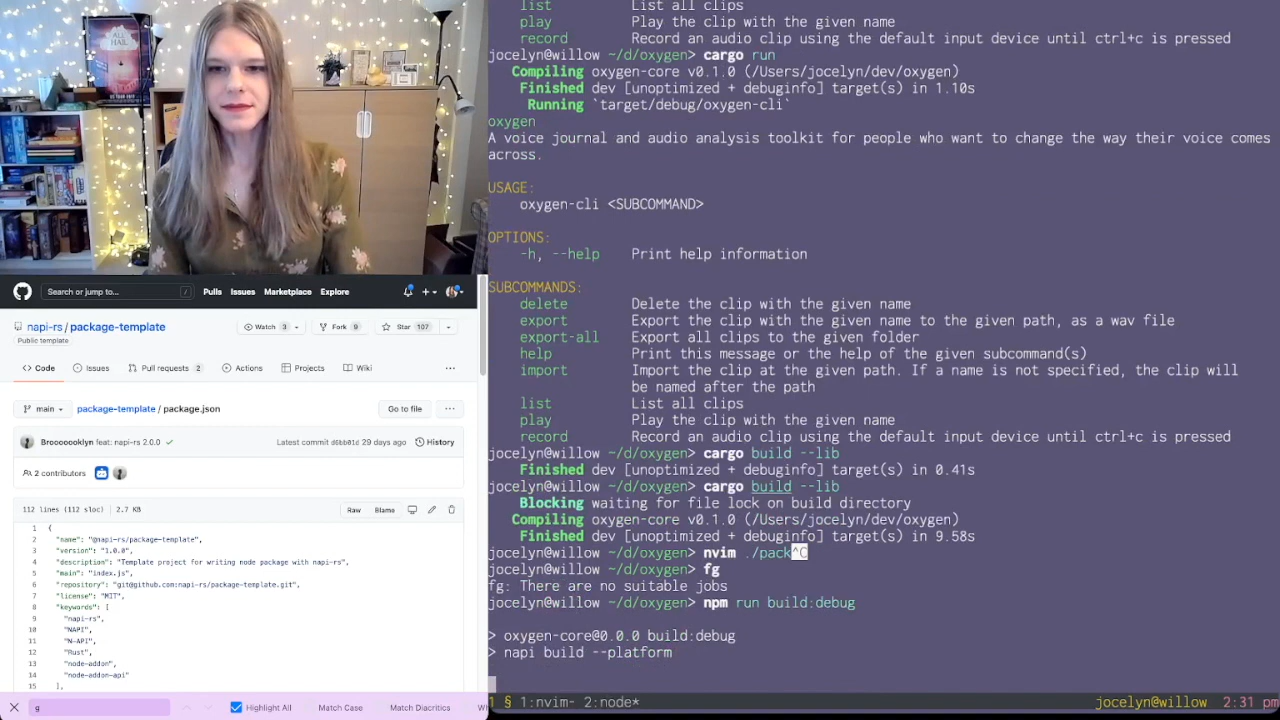 ALL HAIL
Search or jump to...
/
Pulls
Issues
Marketplace
Explore
napi-rs / package-template
Watch 3
Fork 9
Star 107
Public template
Code
Issues
Pull requests 2
Actions
Projects
Wiki
main
package-template / package.json
Go to file
...
Brooooooklyn feat: napi-rs 2.0.0
Latest commit d6bb01d 29 days ago
History
2 contributors
112 lines (112 sloc) 2.7 KB
Raw
Blame
1 {
2 "name": "@napi-rs/package-template",
3 "version": "1.0.0",
4 "description": "Template project for writing node package with napi-rs",
5 "main": "index.js",
6 "repository": "git@github.com:napi-rs/package-template.git",
7 "license": "MIT",
8 "keywords": [
9 "napi-rs",
10 "NAPI",
11 "N-API",
12 "Rust",
13 "node-addon",
14 "node-addon-api"
15 ],
g
Highlight All
Match Case
Match Diacritics
list List all clips
play Play the clip with the given name
record Record an audio clip using the default input device until ctrl+c is pressed
jocelyn@willow ~/d/oxygen> cargo run
Compiling oxygen-core v0.1.0 (/Users/jocelyn/dev/oxygen)
Finished dev [unoptimized + debuginfo] target(s) in 1.10s
Running `target/debug/oxygen-cli`
oxygen
A voice journal and audio analysis toolkit for people who want to change the way their voice comes
across.
USAGE:
oxygen-cli <SUBCOMMAND>
OPTIONS:
-h, --help Print help information
SUBCOMMANDS:
delete Delete the clip with the given name
export Export the clip with the given name to the given path, as a wav file
export-all Export all clips to the given folder
help Print this message or the help of the given subcommand(s)
import Import the clip at the given path. If a name is not specified, the clip will
be named after the path
list List all clips
play Play the clip with the given name
record Record an audio clip using the default input device until ctrl+c is pressed
jocelyn@willow ~/d/oxygen> cargo build --lib
Finished dev [unoptimized + debuginfo] target(s) in 0.41s
jocelyn@willow ~/d/oxygen> cargo build --lib
Blocking waiting for file lock on build directory
Compiling oxygen-core v0.1.0 (/Users/jocelyn/dev/oxygen)
Finished dev [unoptimized + debuginfo] target(s) in 9.58s
jocelyn@willow ~/d/oxygen> nvim ./pack^C
jocelyn@willow ~/d/oxygen> fg
fg: There are no suitable jobs
jocelyn@willow ~/d/oxygen> npm run build:debug
> oxygen-core@0.0.0 build:debug
> napi build --platform
1 § 1:nvim- 2:node*
jocelyn@willow 2:31 pm